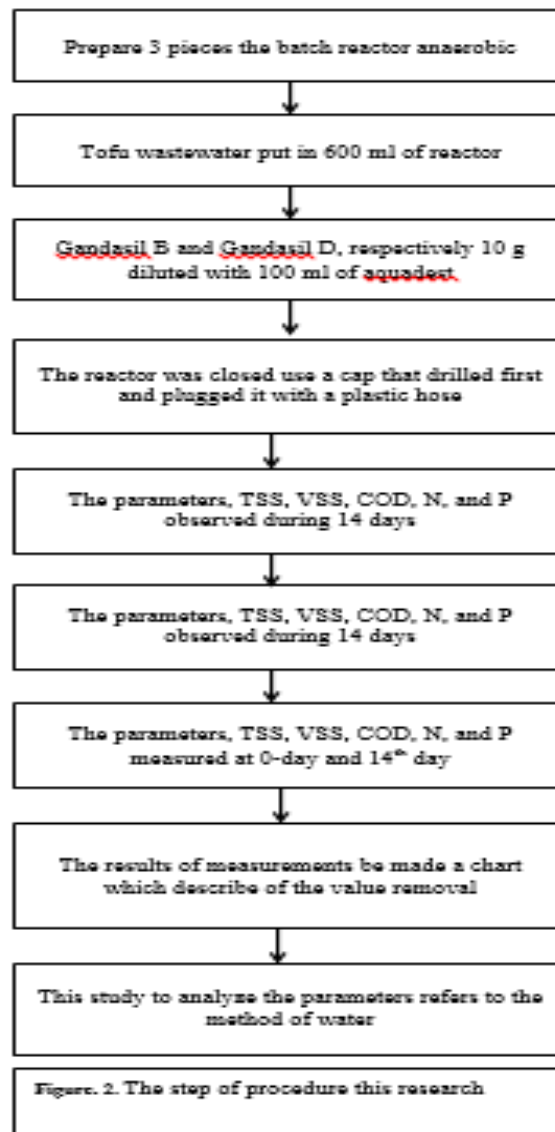 Prepare 3 pieces the batch reactor anaerobic
Tofu wastewater put in 600 ml of reactor
Gandasil B and Gandasil D, respectively 10 g
diluted with 100 ml of aquadest.
The reactor was closed use a cap that drilled first
and plugged it with a plastic hose
The parameters, TSS, VSS, COD, N, and P
observed during 14 days
The parameters, TSS, VSS, COD, N, and P
observed during 14 days
The parameters, TSS, VSS, COD, N, and P
measured at 0-day and 14th day
The results of measurements be made a chart
which describe of the value removal
This study to analyze the parameters refers to the
method of water
Figure. 2. The step of procedure this research